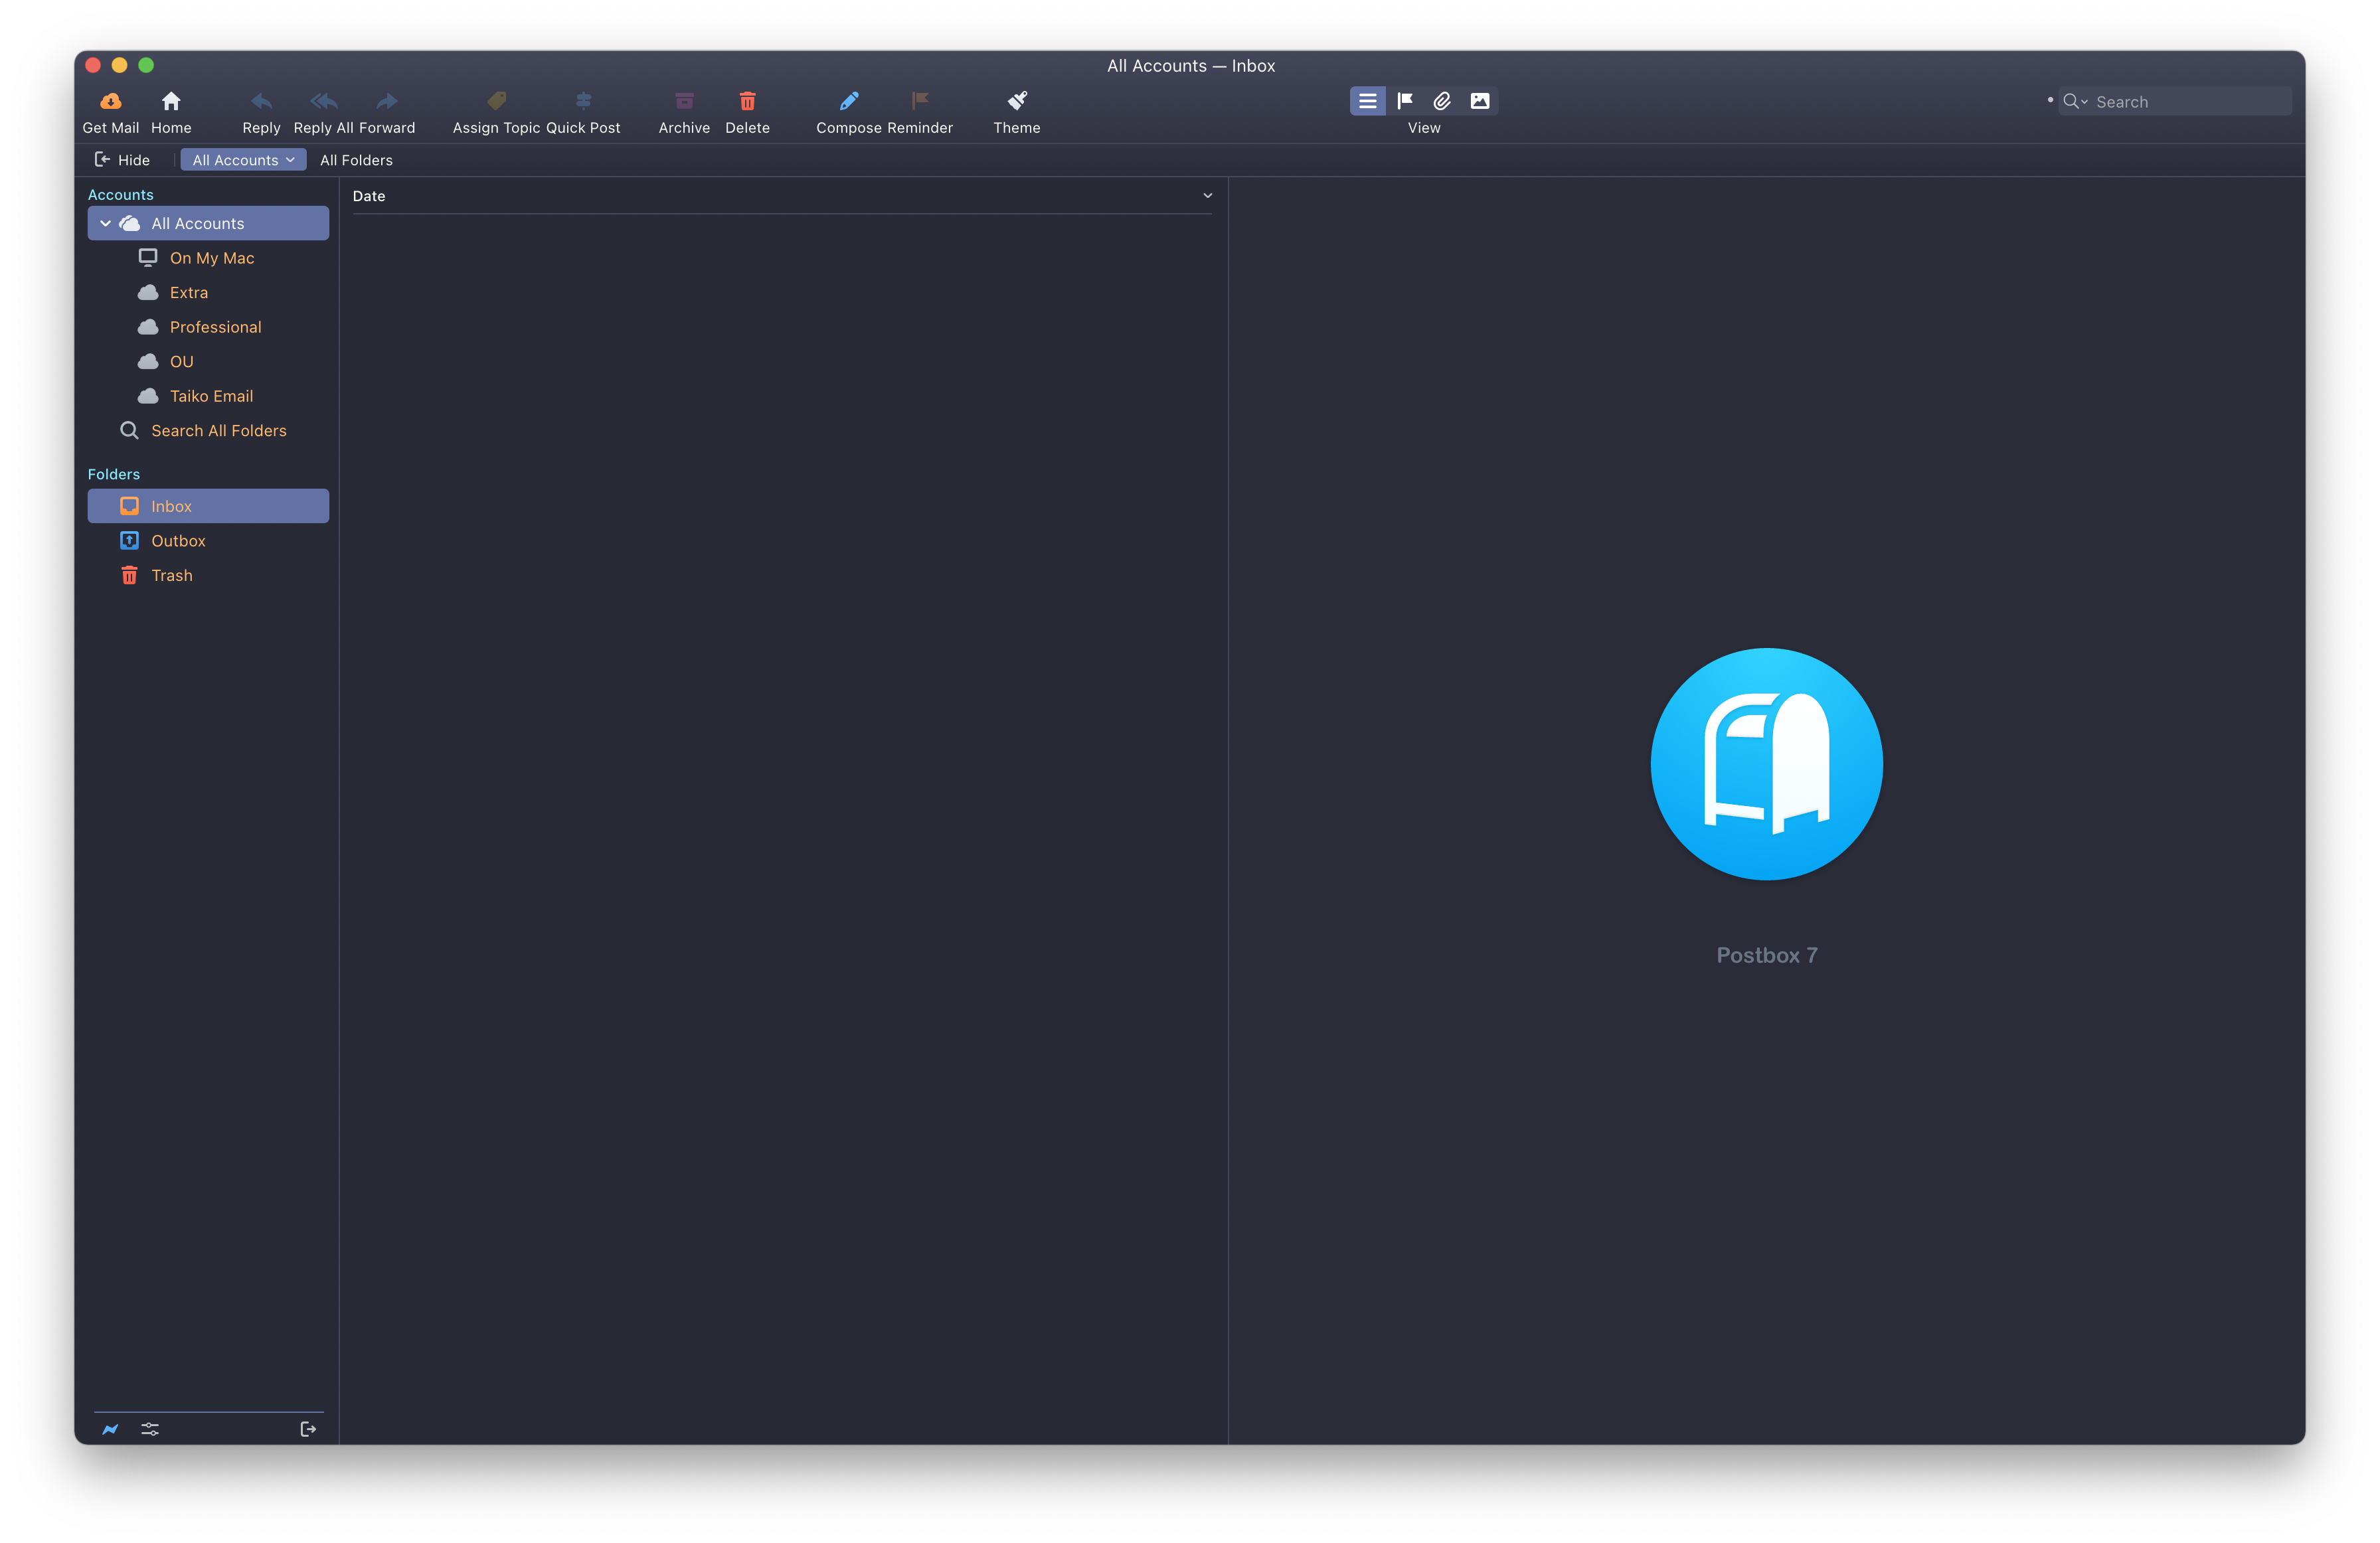 All Accounts — Inbox
Get Mail Home Reply Reply All Forward Assign Topic Quick Post Archive Delete Compose Reminder Theme View Search
Hide All Accounts All Folders
Accounts
All Accounts
On My Mac
Extra
Professional
OU
Taiko Email
Search All Folders
Folders
Inbox
Outbox
Trash
Date
Postbox 7